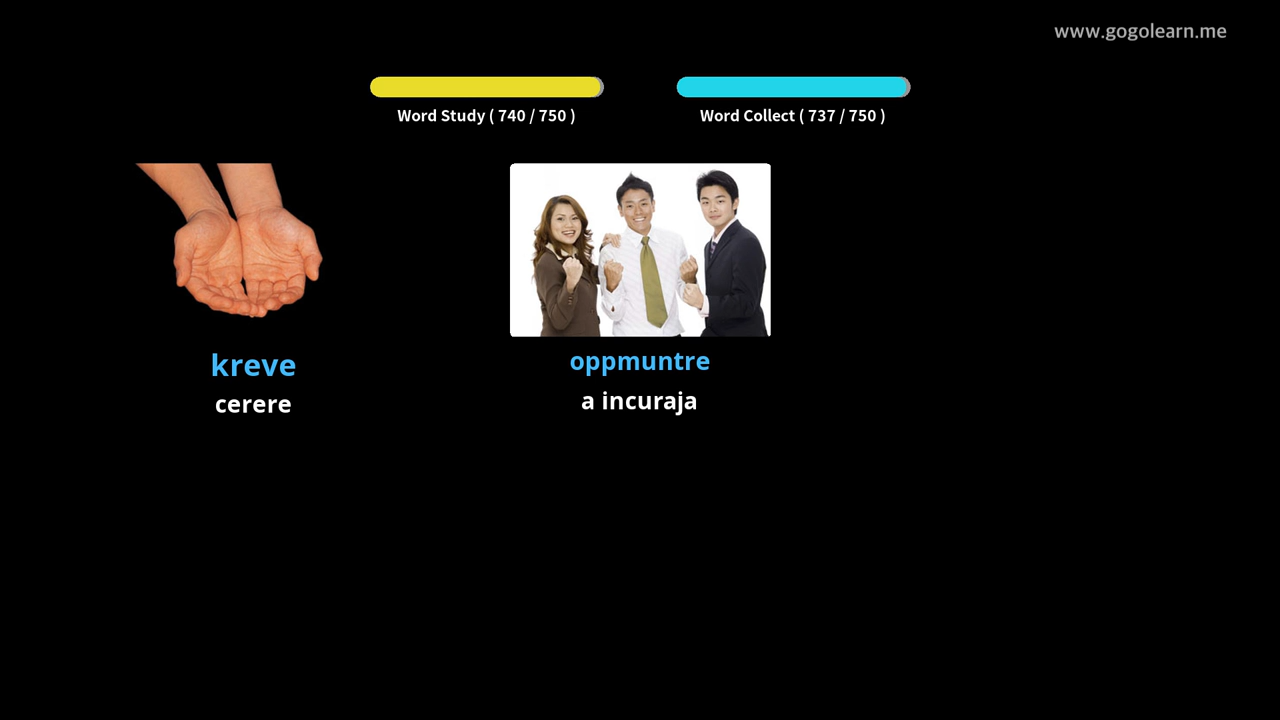 www.gogolearn.me
Word Study ( 740 / 750 )
Word Collect ( 737 / 750 )
kreve
cerere
oppmuntre
a incuraja